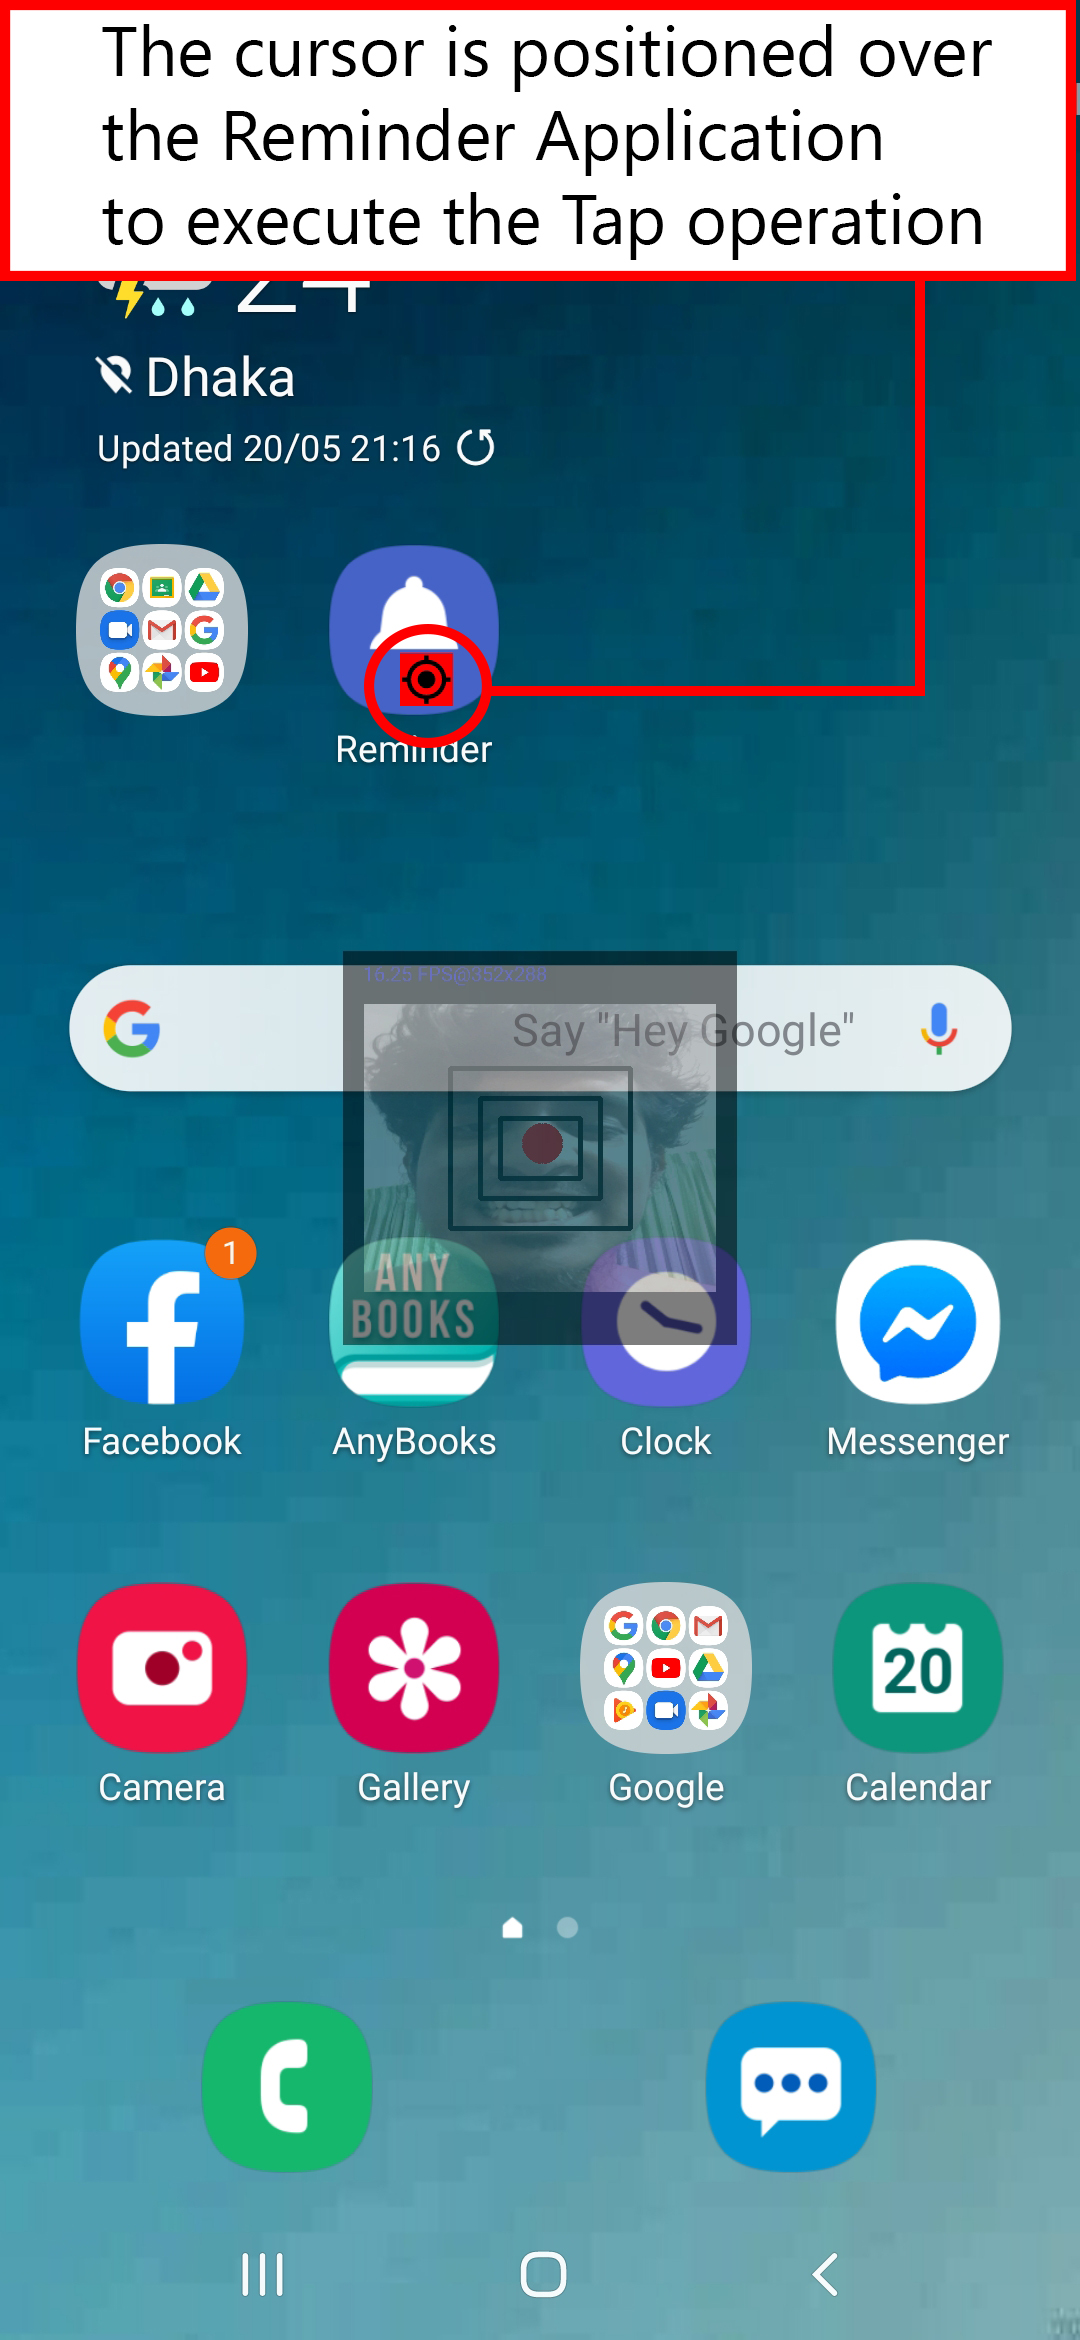 The cursor is positioned over
the Reminder Application
to execute the Tap operation
Dhaka
Updated 20/05 21:16
Reminder
16.25 FPS@352x288
Say "Hey Google"
1
ANY
BOOKS
Facebook
AnyBooks
Clock
Messenger
20
Camera
Gallery
Google
Calendar